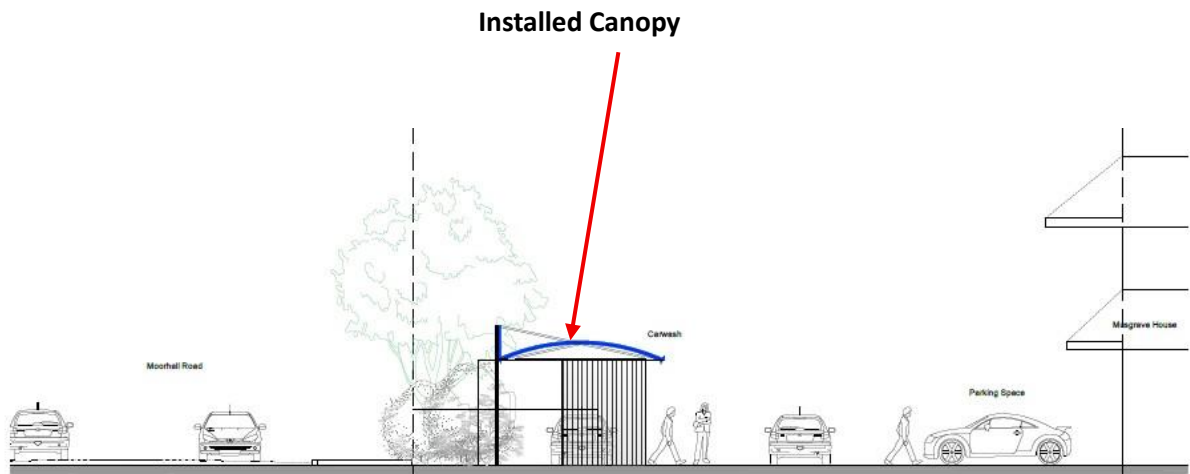 Installed Canopy
Carwash
Musgrave House
Moorhall Road
Parking Space